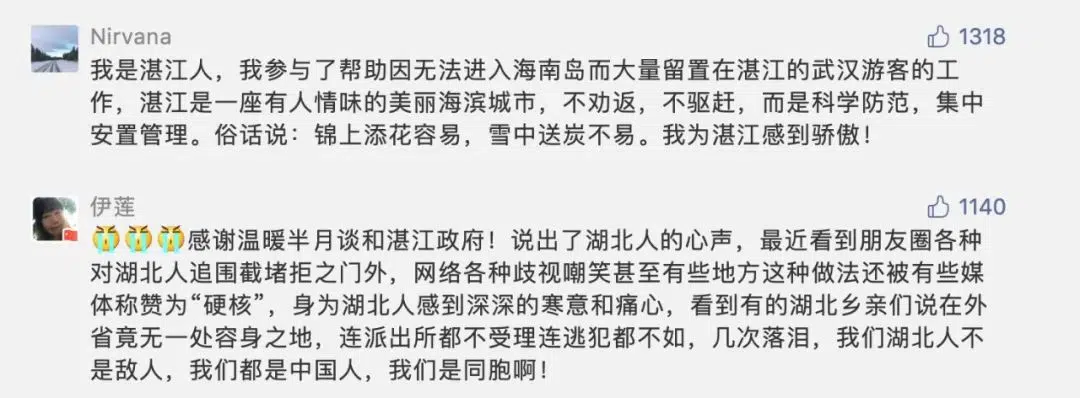 Nirvana 1318
我是湛江人，我参与了帮助因无法进入海南岛而大量留置在湛江的武汉游客的工
作，湛江是一座有人情味的美丽海滨城市，不劝返，不驱赶，而是科学防范，集中
安置管理。俗话说：锦上添花容易，雪中送炭不易。我为湛江感到骄傲！
伊莲 1140
😭😭😭感谢温暖半月谈和湛江政府！说出了湖北人的心声，最近看到朋友圈各种
对湖北人追围截堵拒之门外，网络各种歧视嘲笑甚至有些地方这种做法还被有些媒
体称赞为“硬核”，身为湖北人感到深深的寒意和痛心，看到有的湖北乡亲们说在外
省竟无一处容身之地，连派出所都不受理连逃犯都不如，几次落泪，我们湖北人不
是敌人，我们都是中国人，我们是同胞啊！